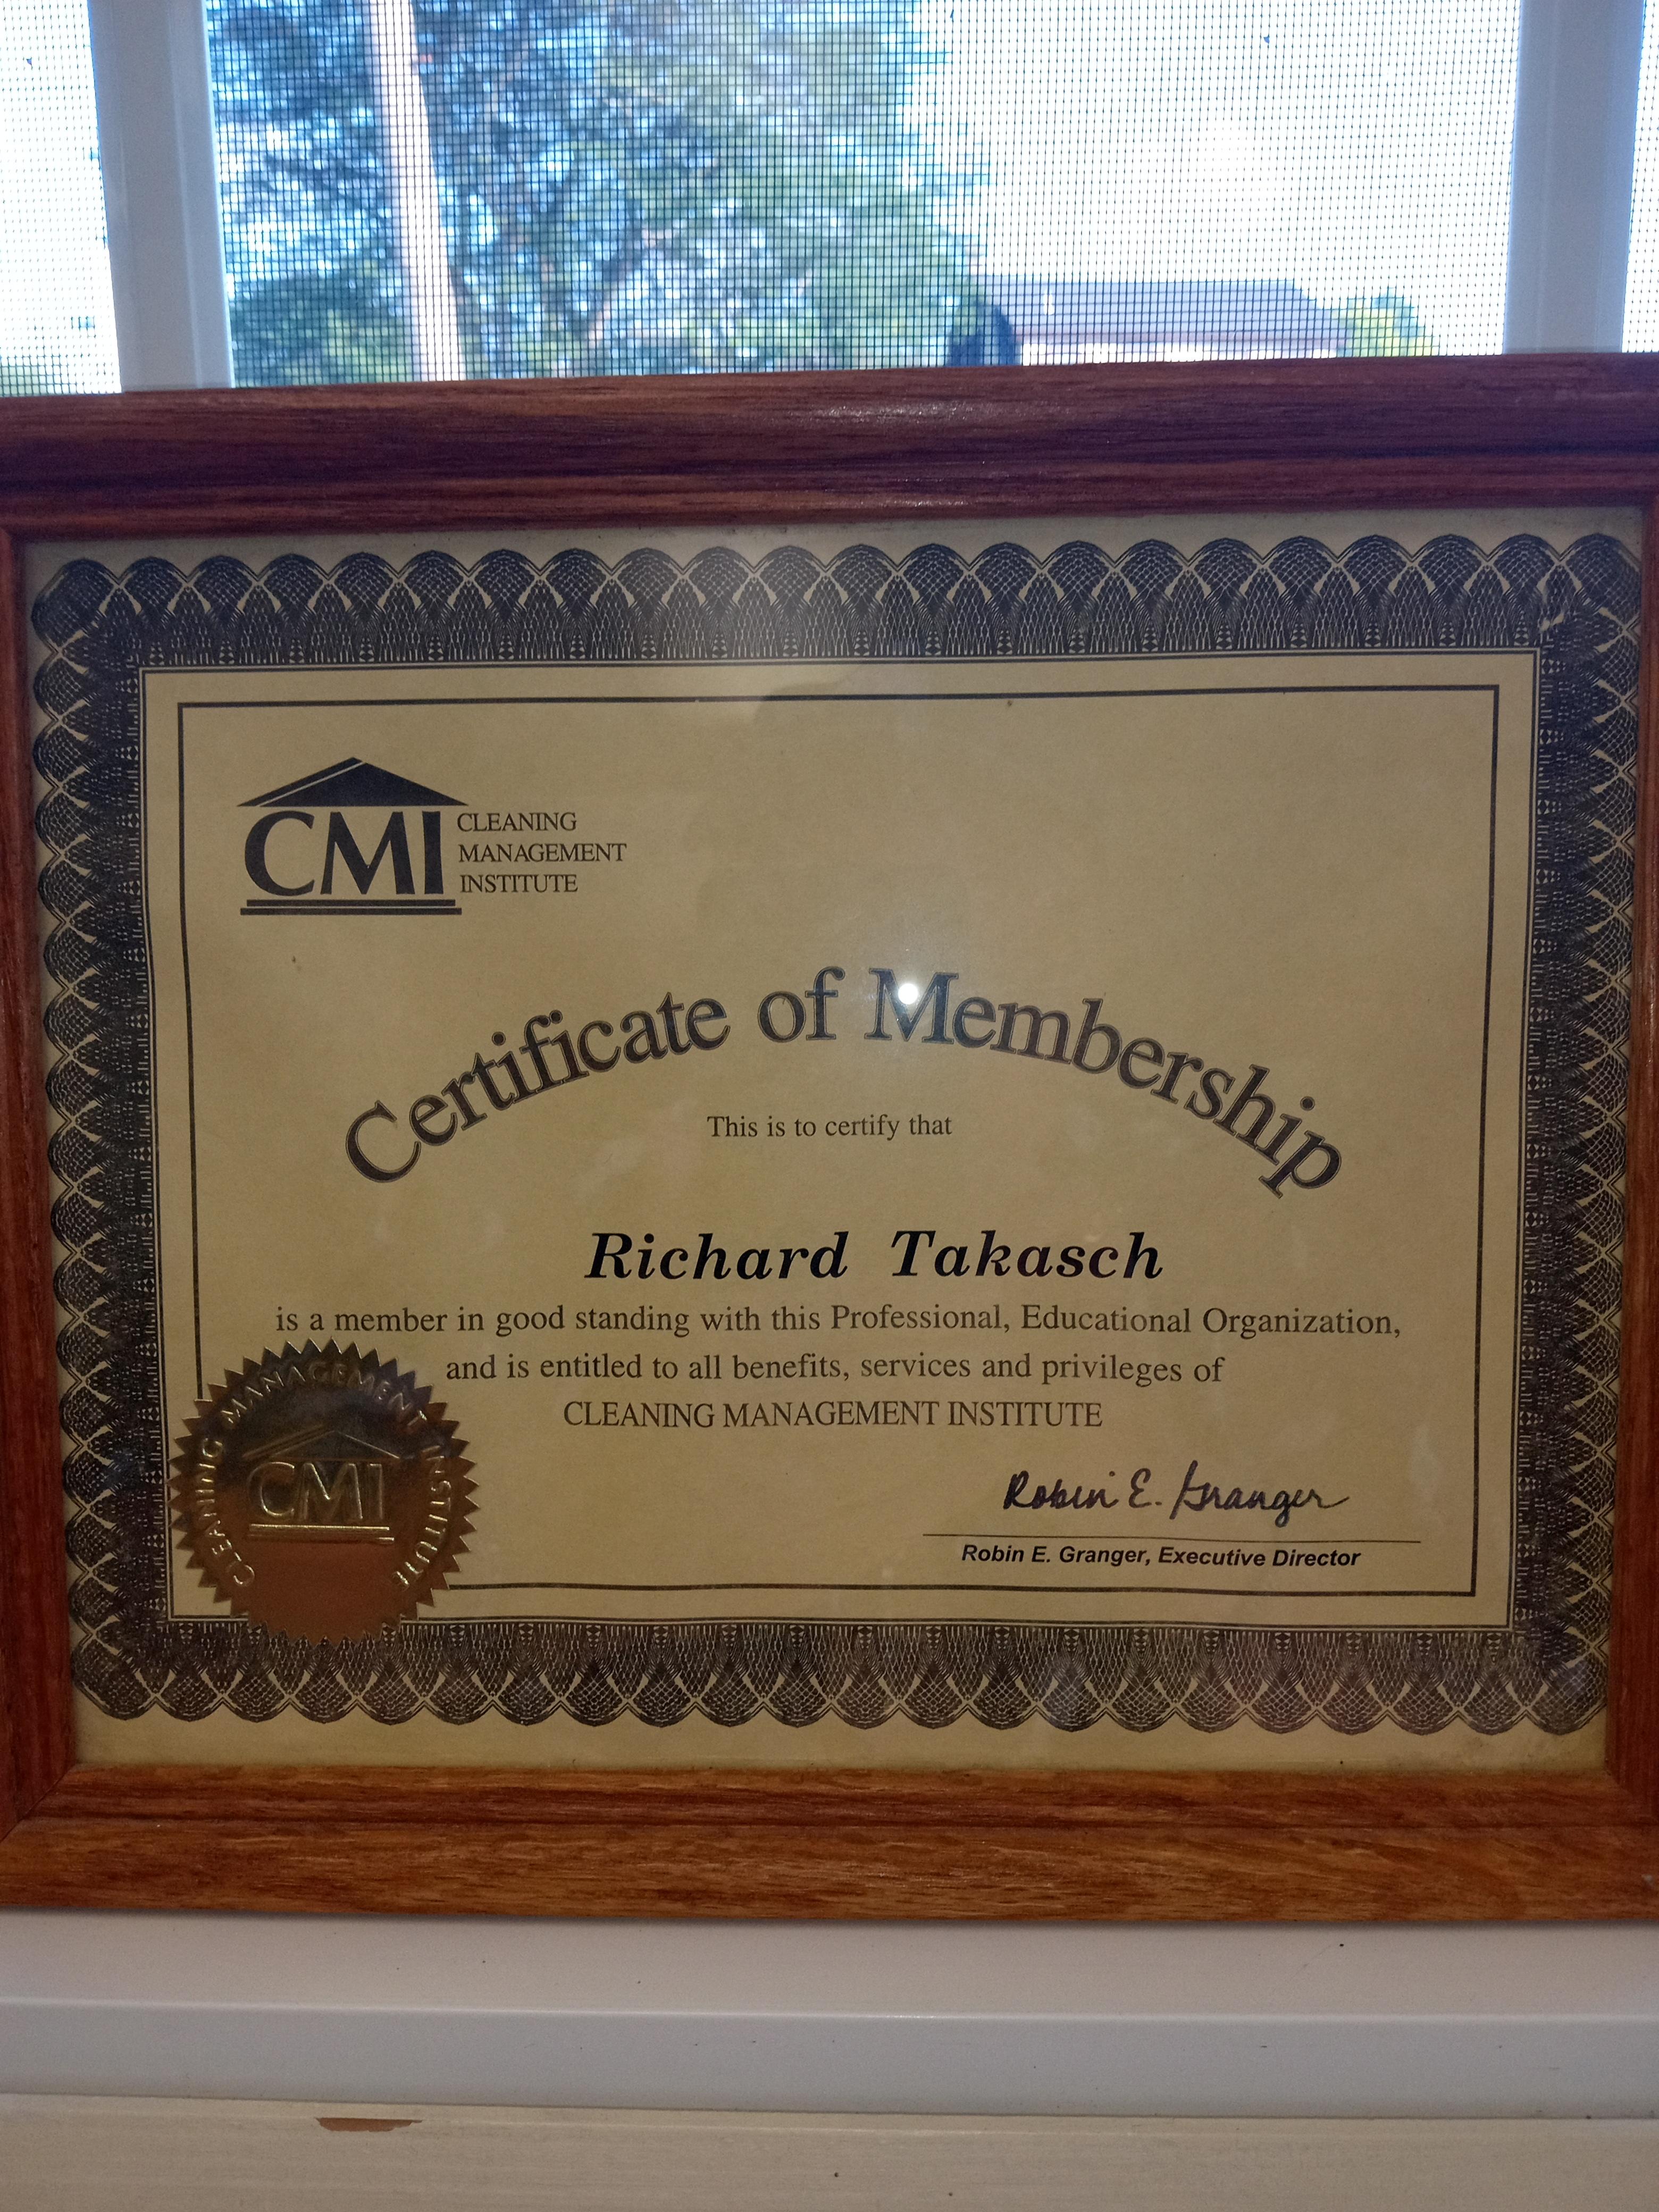 CMI
CLEANING
MANAGEMENT
INSTITUTE
Certificate of Membership
This is to certify that
Richard Takasch
is a member in good standing with this Professional, Educational Organization,
and is entitled to all benefits, services and privileges of
CLEANING MANAGEMENT INSTITUTE
CLEANING MANAGEMENT INSTITUTE
CMI
Robin E. Granger
Robin E. Granger, Executive Director